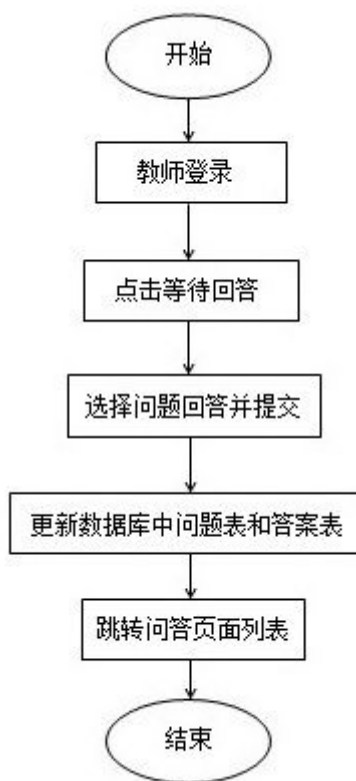 开始
教师登录
点击等待回答
选择问题回答并提交
更新数据库中问题表和答案表
跳转问答页面列表
结束